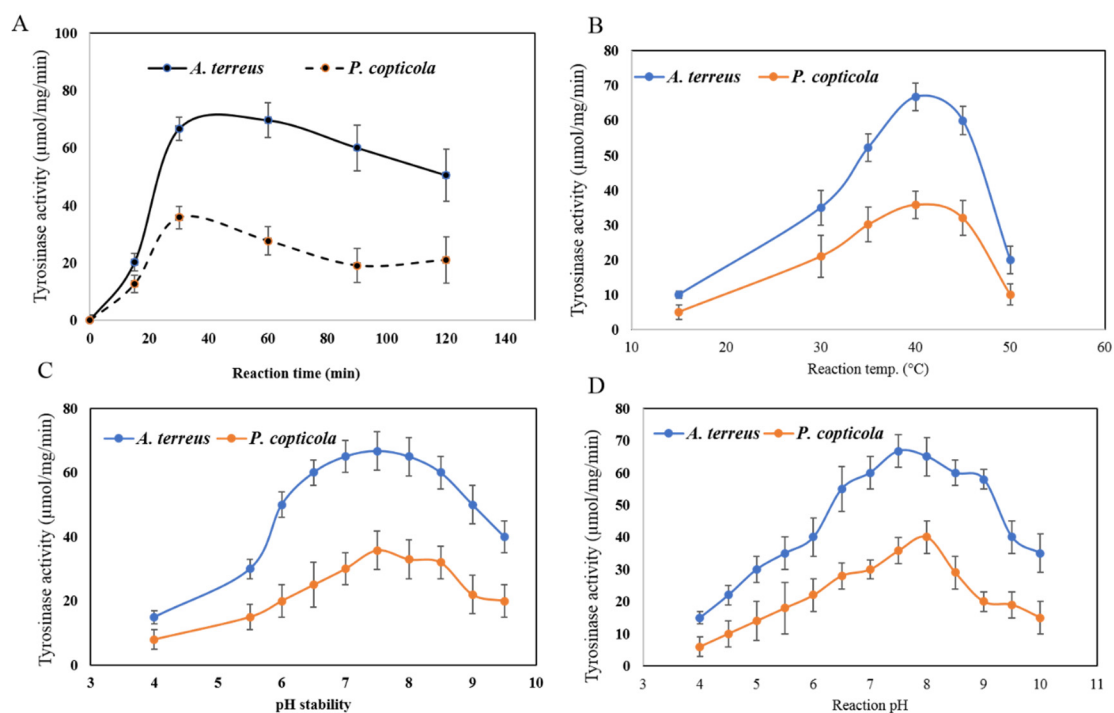 A
Tyrosinase activity (µmol/mg/min)
100
80
60
40
20
0
A. terreus P. copticola
0 20 40 60 80 100 120 140
Reaction time (min)
B
Tyrosinase activity (µmol/mg/min)
80
70
60
50
40
30
20
10
0
A. terreus P. copticola
10 20 30 40 50 60
Reaction temp. (°C)
C
Tyrosinase activity (µmol/mg/min)
80
60
40
20
0
A. terreus P. copticola
3 4 5 6 7 8 9 10
pH stability
D
Tyrosinase activity (µmol/mg/min)
80
70
60
50
40
30
20
10
0
A. terreus P. copticola
3 4 5 6 7 8 9 10 11
Reaction pH